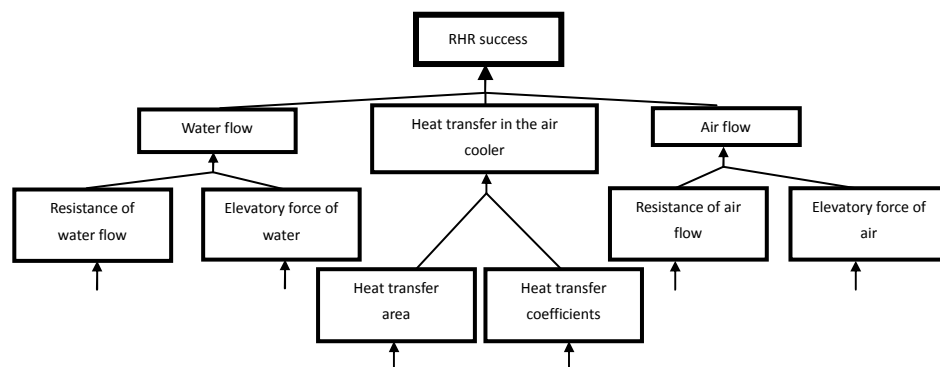 RHR success
Water flow
Heat transfer in the air
cooler
Air flow
Resistance of
water flow
Elevatory force of
water
Resistance of air
flow
Elevatory force of
air
Heat transfer
area
Heat transfer
coefficients